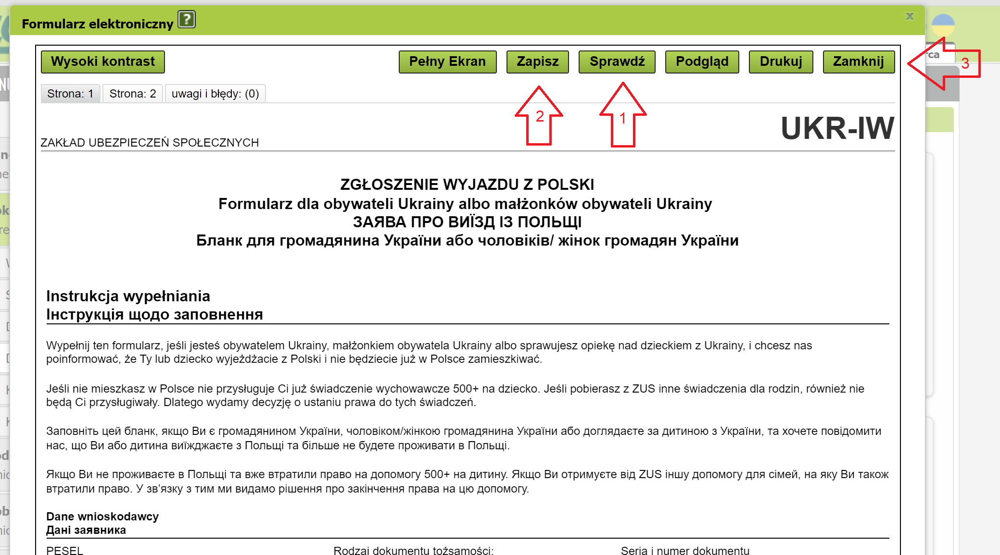 Formularz elektroniczny ?
x
Wysoki kontrast Pełny Ekran Zapisz Sprawdź Podgląd Drukuj Zamknij
3
Strona: 1 Strona: 2 uwagi i błędy: (0)
2 1
UKR-IW
ZAKŁAD UBEZPIECZEŃ SPOŁECZNYCH
ZGŁOSZENIE WYJAZDU Z POLSKI
Formularz dla obywateli Ukrainy albo małżonków obywateli Ukrainy
ЗАЯВА ПРО ВИЇЗД ІЗ ПОЛЬЩІ
Бланк для громадянина України або чоловіків/ жінок громадян України
Instrukcja wypełniania
Інструкція щодо заповнення
Wypełnij ten formularz, jeśli jesteś obywatelem Ukrainy, małżonkiem obywatela Ukrainy albo sprawujesz opiekę nad dzieckiem z Ukrainy, i chcesz nas
poinformować, że Ty lub dziecko wyjeżdżacie z Polski i nie będziecie już w Polsce zamieszkiwać.
Jeśli nie mieszkasz w Polsce nie przysługuje Ci już świadczenie wychowawcze 500+ na dziecko. Jeśli pobierasz z ZUS inne świadczenia dla rodzin, również nie
będą Ci przysługiwały. Dlatego wydamy decyzję o ustaniu prawa do tych świadczeń.
Заповніть цей бланк, якщо Ви є громадянином України, чоловіком/жінкою громадянина України або доглядаєте за дитиною з України, та хочете повідомити
нас, що Ви або дитина виїжджаєте з Польщі та більше не будете проживати в Польщі.
Якщо Ви не проживаєте в Польщі та вже втратили право на допомогу 500+ на дитину. Якщо Ви отримуєте від ZUS іншу допомогу для сімей, на яку Ви також
втратили право. У зв’язку з тим ми видамо рішення про закінчення права на цю допомогу.
Dane wnioskodawcy
Дані заявника
PESEL Rodzaj dokumentu tożsamości: Seria i numer dokumentu